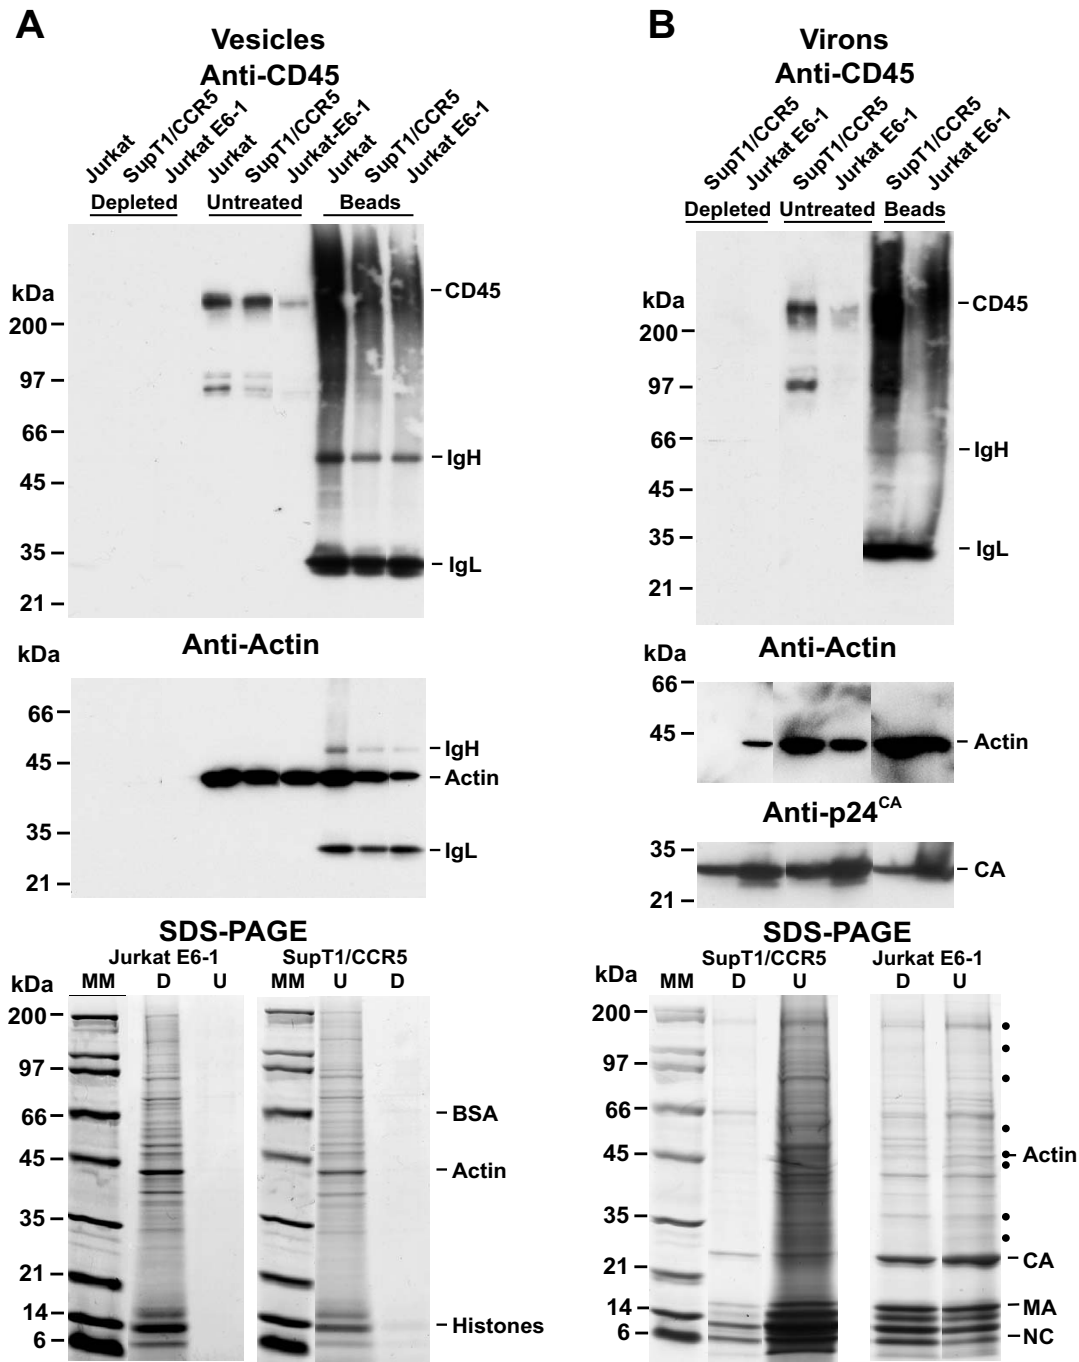 A
Vesicles
Anti-CD45
Jurkat
SupT1/CCR5
Jurkat E6-1
Jurkat
SupT1/CCR5
Jurkat-E6-1
Jurkat
SupT1/CCR5
Jurkat E6-1
Depleted Untreated Beads
kDa
200
97
66
45
35
21
CD45
IgH
IgL
Anti-Actin
kDa
66
45
35
21
IgH
Actin
IgL
SDS-PAGE
Jurkat E6-1 SupT1/CCR5
kDa MM D U MM U D
200
97
66
45
35
21
14
6
BSA
Actin
Histones
B
Virons
Anti-CD45
SupT1/CCR5
Jurkat E6-1
SupT1/CCR5
Jurkat E6-1
SupT1/CCR5
Jurkat E6-1
Depleted Untreated Beads
kDa
200
97
66
45
35
21
CD45
IgH
IgL
Anti-Actin
kDa
66
45
Actin
Anti-p24CA
35
21
CA
SDS-PAGE
SupT1/CCR5 Jurkat E6-1
kDa MM D U D U
200
97
66
45
35
21
14
6
Actin
CA
MA
NC